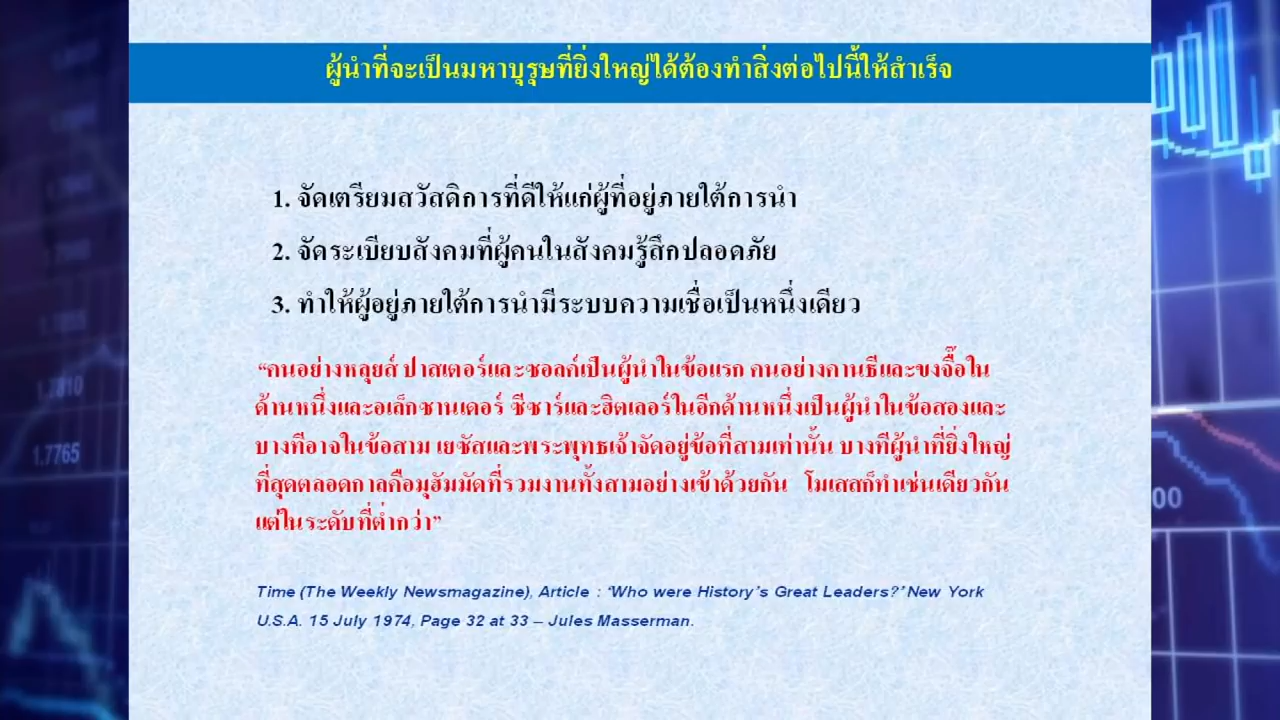 ผู้นำที่จะเป็นมหาบุรุษที่ยิ่งใหญ่ได้ต้องทำสิ่งต่อไปนี้ให้สำเร็จ
1. จัดเตรียมสวัสดิการที่ดีให้แก่ผู้ที่อยู่ภายใต้การนำ
2. จัดระเบียบสังคมที่ผู้คนในสังคมรู้สึกปลอดภัย
3. ทำให้ผู้อยู่ภายใต้การนำมีระบบความเชื่อเป็นหนึ่งเดียว
“คนอย่างหลุยส์ ปาสเตอร์และซอลค์เป็นผู้นำในข้อแรก คนอย่างคานธีและขงจื๊อใน
ด้านหนึ่งและอเล็กซานเดอร์ ซีซาร์และฮิตเลอร์ในอีกด้านหนึ่งเป็นผู้นำในข้อสองและ
บางทีอาจในข้อสาม เยซัสและพระพุทธเจ้าจัดอยู่ข้อที่สามเท่านั้น บางทีผู้นำที่ยิ่งใหญ่
ที่สุดตลอดกาลคือมุฮัมมัดที่รวมงานทั้งสามอย่างเข้าด้วยกัน โมเสสก็ทำเช่นเดียวกัน
แต่ในระดับที่ต่ำกว่า”
Time (The Weekly Newsmagazine), Article : ‘Who were History’s Great Leaders?’ New York
U.S.A. 15 July 1974, Page 32 at 33 – Jules Masserman.
1.7810
1.7765
00